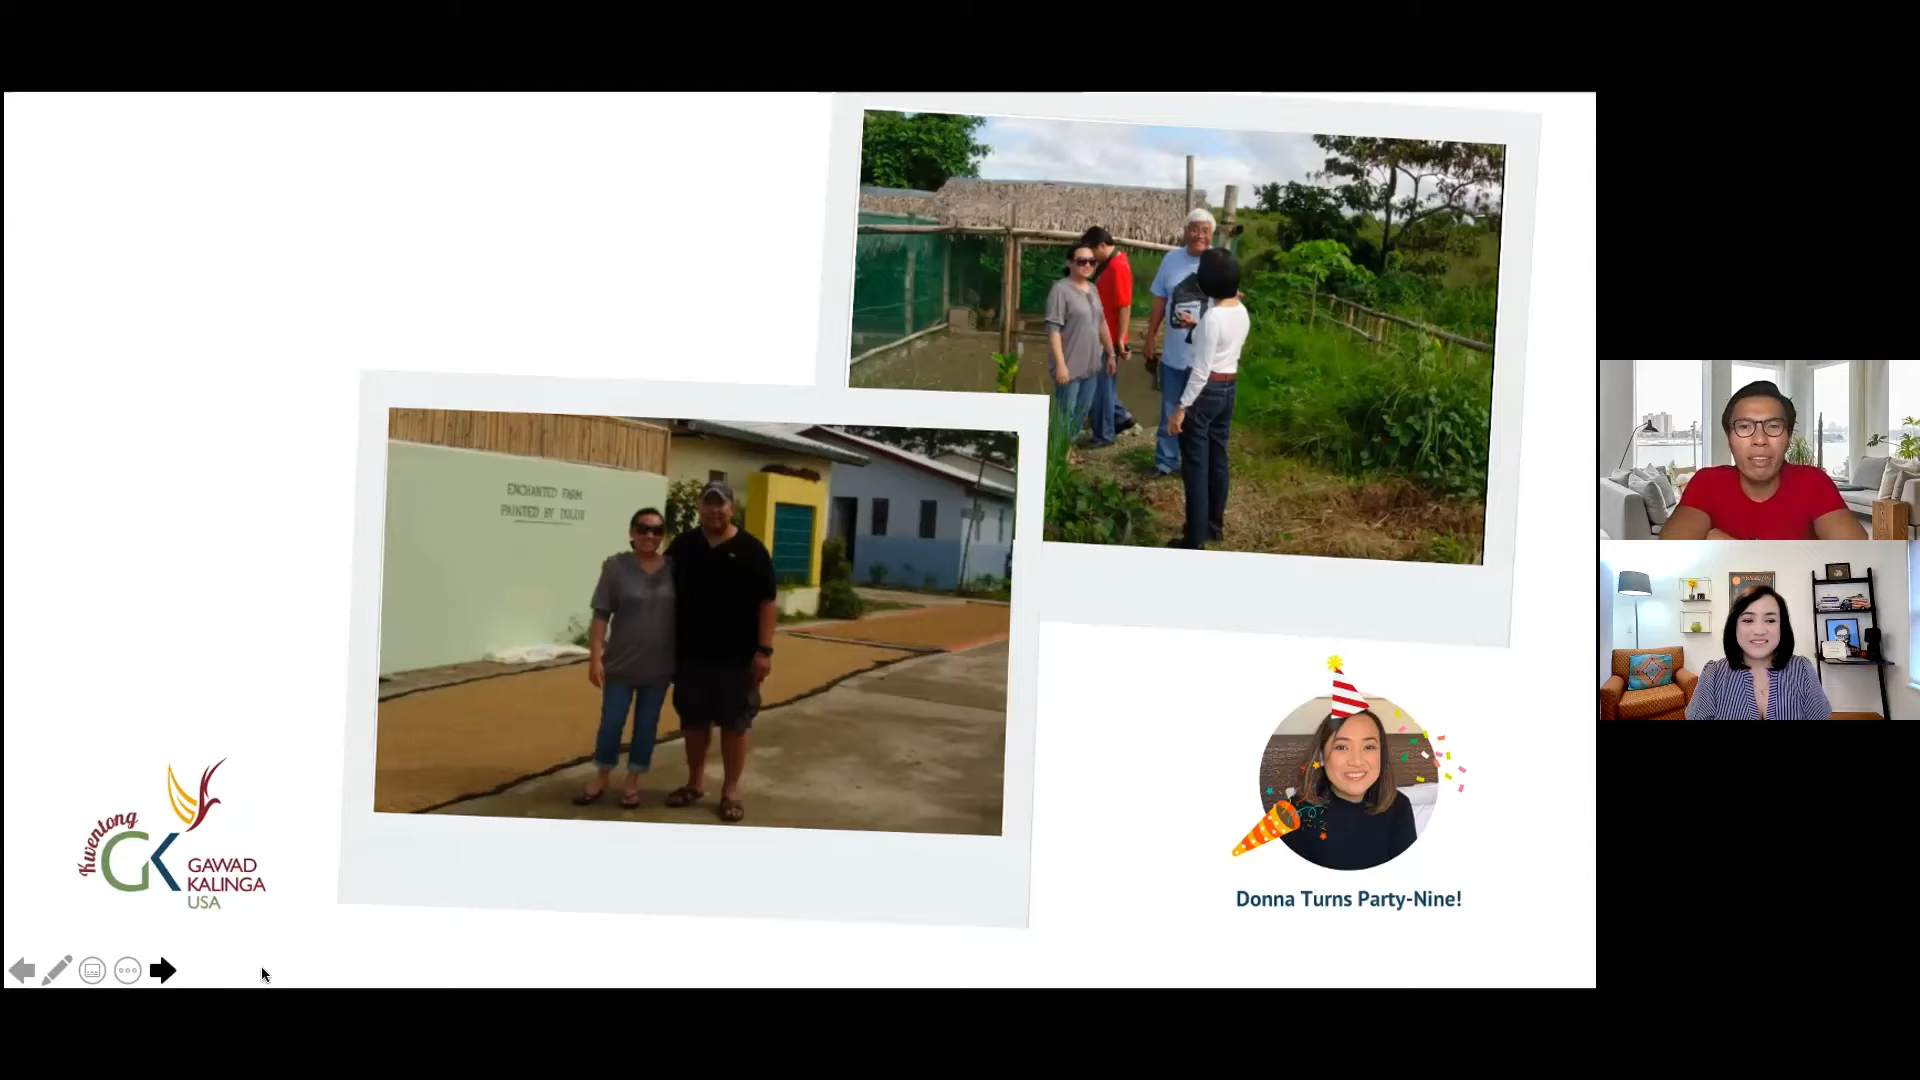 ENCHANTED FARM
PAINTED BY DULUX
Kwentong
GK
GAWAD
KALINGA
USA
Donna Turns Party-Nine!